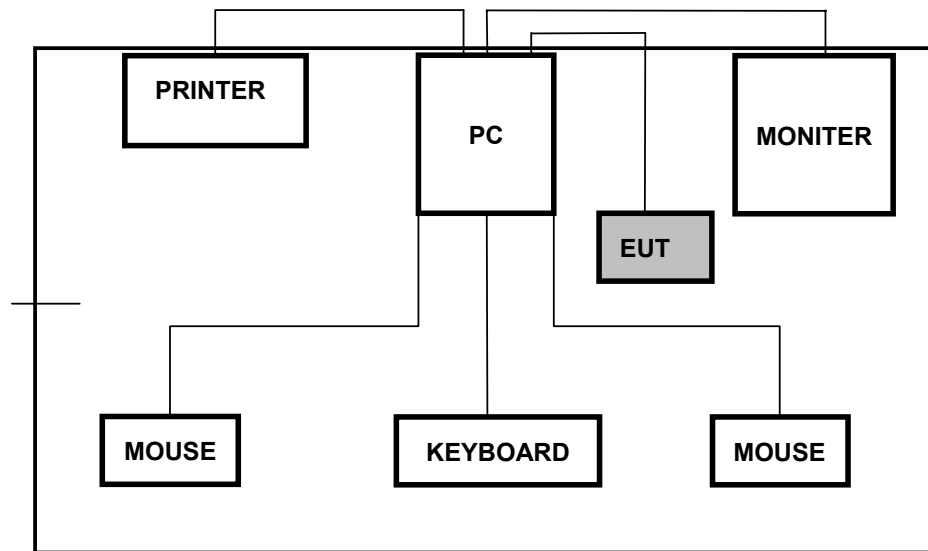 PRINTER
PC
MONITER
EUT
MOUSE
KEYBOARD
MOUSE